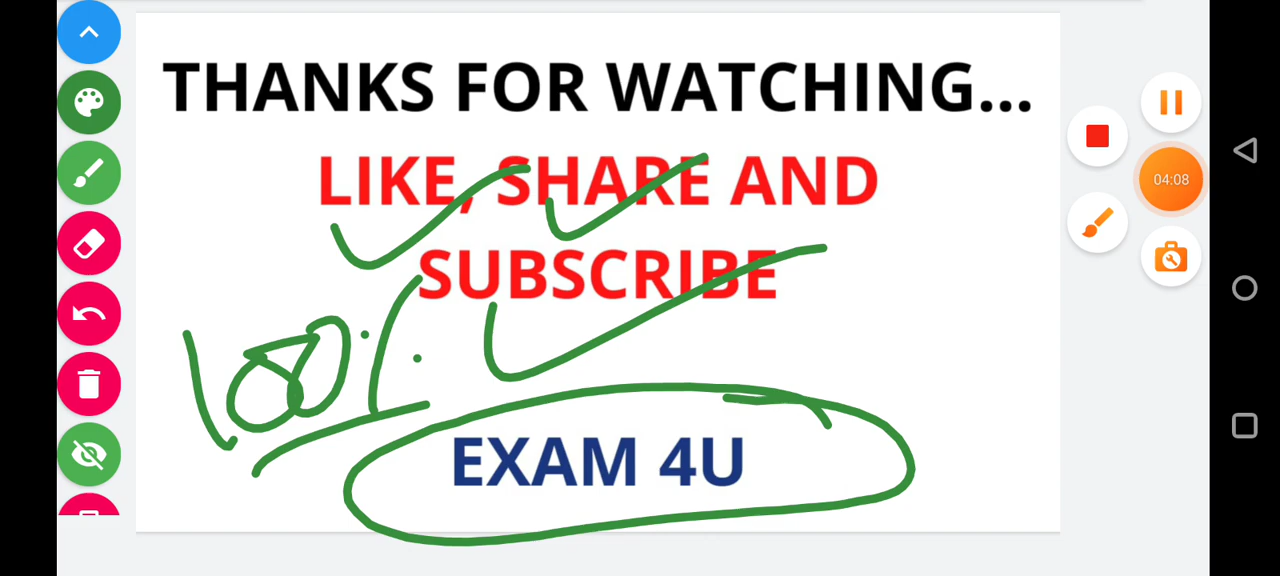 THANKS FOR WATCHING...
LIKE, SHARE AND
SUBSCRIBE
100%
EXAM 4U
04:08